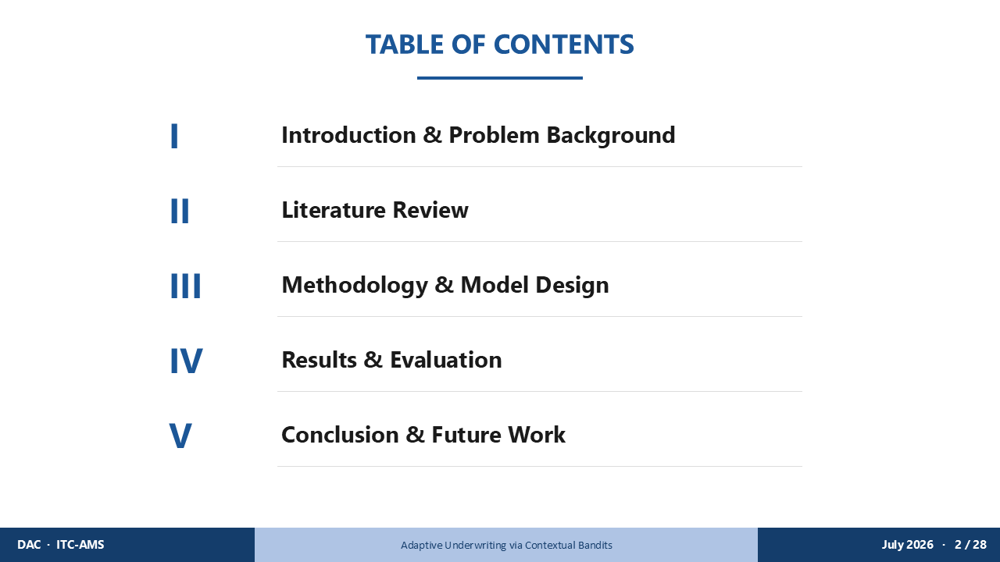 TABLE OF CONTENTS
I Introduction & Problem Background
II Literature Review
III Methodology & Model Design
IV Results & Evaluation
V Conclusion & Future Work
DAC · ITC-AMS Adaptive Underwriting via Contextual Bandits July 2026 · 2 / 28